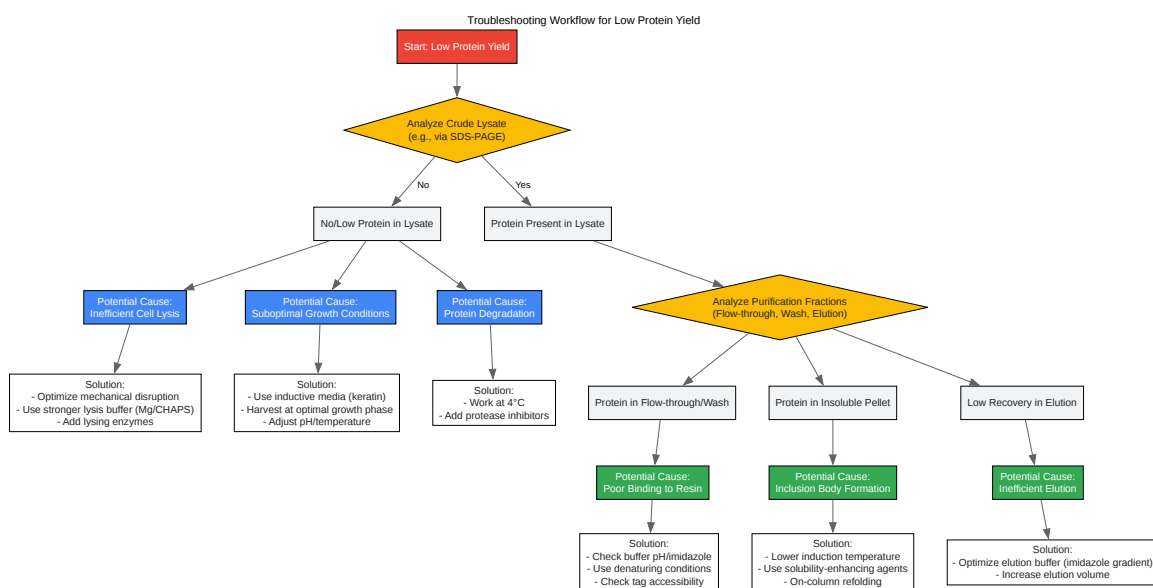 Troubleshooting Workflow for Low Protein Yield
Start: Low Protein Yield
Analyze Crude Lysate
(e.g., via SDS-PAGE)
No
Yes
No/Low Protein in Lysate
Protein Present in Lysate
Potential Cause:
Inefficient Cell Lysis
Potential Cause:
Suboptimal Growth Conditions
Potential Cause:
Protein Degradation
Analyze Purification Fractions
(Flow-through, Wash, Elution)
Solution:
- Optimize mechanical disruption
- Use stronger lysis buffer (Mg/CHAPS)
- Add lysing enzymes
Solution:
- Use inductive media (keratin)
- Harvest at optimal growth phase
- Adjust pH/temperature
Solution:
- Work at 4°C
- Add protease inhibitors
Protein in Flow-through/Wash
Protein in Insoluble Pellet
Low Recovery in Elution
Potential Cause:
Poor Binding to Resin
Potential Cause:
Inclusion Body Formation
Potential Cause:
Inefficient Elution
Solution:
- Check buffer pH/imidazole
- Use denaturing conditions
- Check tag accessibility
Solution:
- Lower induction temperature
- Use solubility-enhancing agents
- On-column refolding
Solution:
- Optimize elution buffer (imidazole gradient)
- Increase elution volume